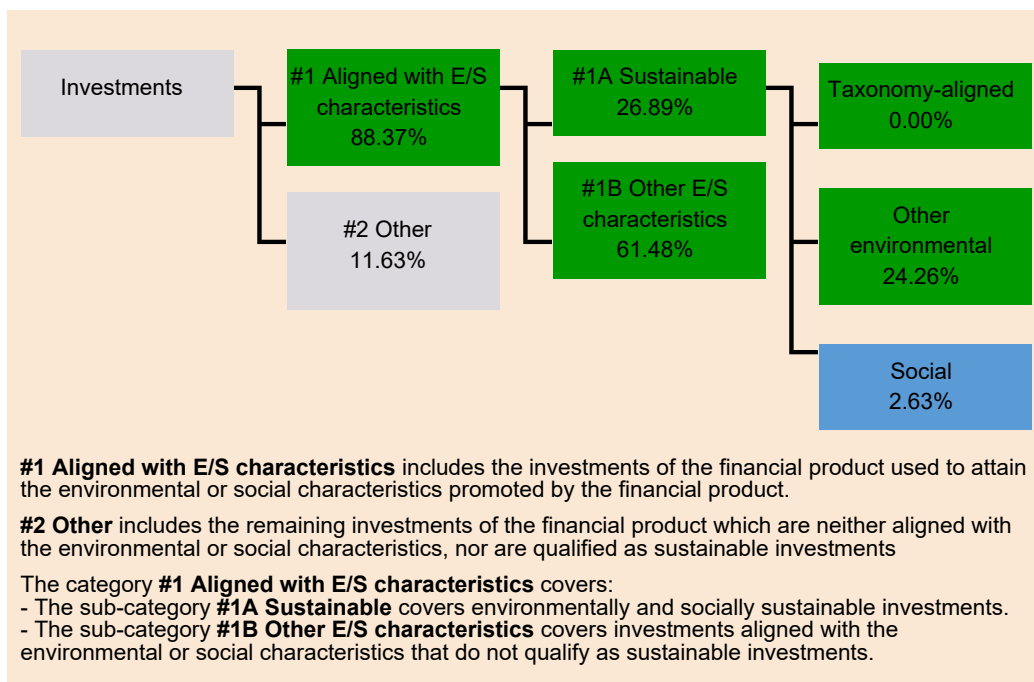 Investments
#1 Aligned with E/S
characteristics
88.37%
#2 Other
11.63%
#1A Sustainable
26.89%
#1B Other E/S
characteristics
61.48%
Taxonomy-aligned
0.00%
Other
environmental
24.26%
Social
2.63%
#1 Aligned with E/S characteristics includes the investments of the financial product used to attain
the environmental or social characteristics promoted by the financial product.
#2 Other includes the remaining investments of the financial product which are neither aligned with
the environmental or social characteristics, nor are qualified as sustainable investments
The category #1 Aligned with E/S characteristics covers:
- The sub-category #1A Sustainable covers environmentally and socially sustainable investments.
- The sub-category #1B Other E/S characteristics covers investments aligned with the
environmental or social characteristics that do not qualify as sustainable investments.